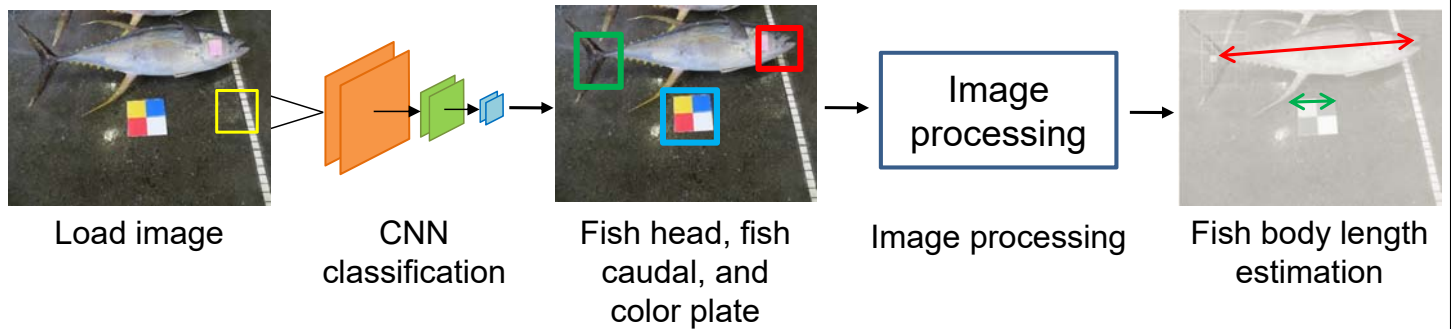 Image
processing
Load image
CNN
classification
Fish head, fish
caudal, and
color plate
Image processing
Fish body length
estimation